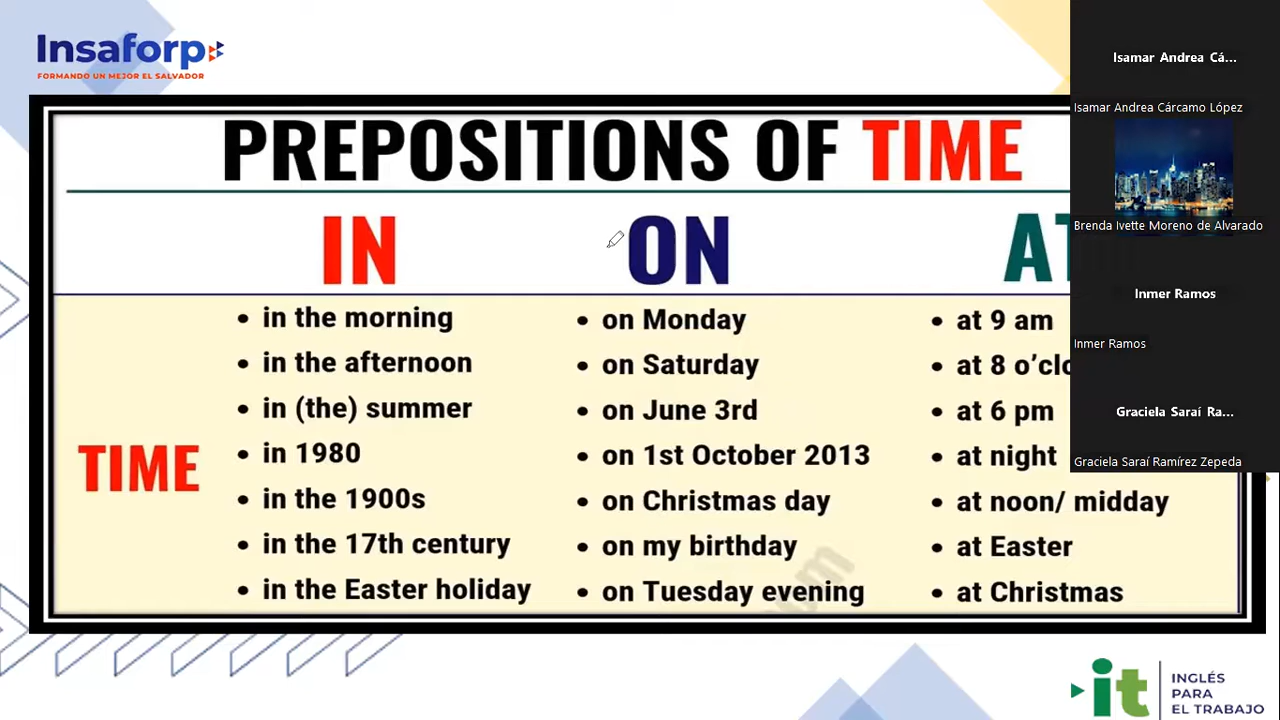 Insaforp
FORMANDO UN MEJOR EL SALVADOR
PREPOSITIONS OF TIME
IN
ON
TIME
in the morning
in the afternoon
in (the) summer
in 1980
in the 1900s
in the 17th century
in the Easter holiday
on Monday
on Saturday
on June 3rd
on 1st October 2013
on Christmas day
on my birthday
on Tuesday evening
at 9 am
at 8
at 6 pm
at night
at noon/ midday
at Easter
at Christmas
Isamar Andrea Cá...
Isamar Andrea Cárcamo López
Brenda Ivette Moreno de Alvarado
Inmer Ramos
Inmer Ramos
Graciela Saraí Ra...
Graciela Saraí Ramírez Zepeda
it
INGLÉS
PARA
EL TRABAJO